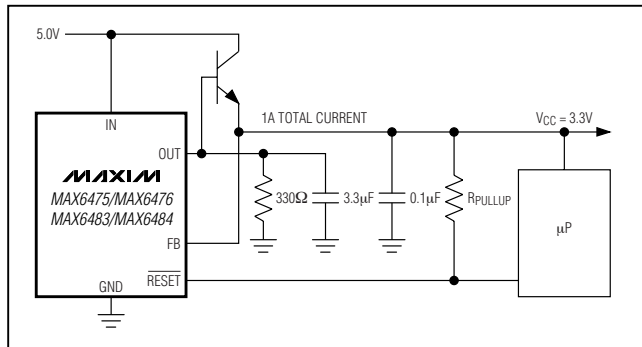 5.0V
IN
1A TOTAL CURRENT
VCC = 3.3V
OUT
MAXIM
MAX6475/MAX6476
MAX6483/MAX6484
330Ω
3.3μF
0.1μF
RPULLUP
μP
FB
GND
RESET